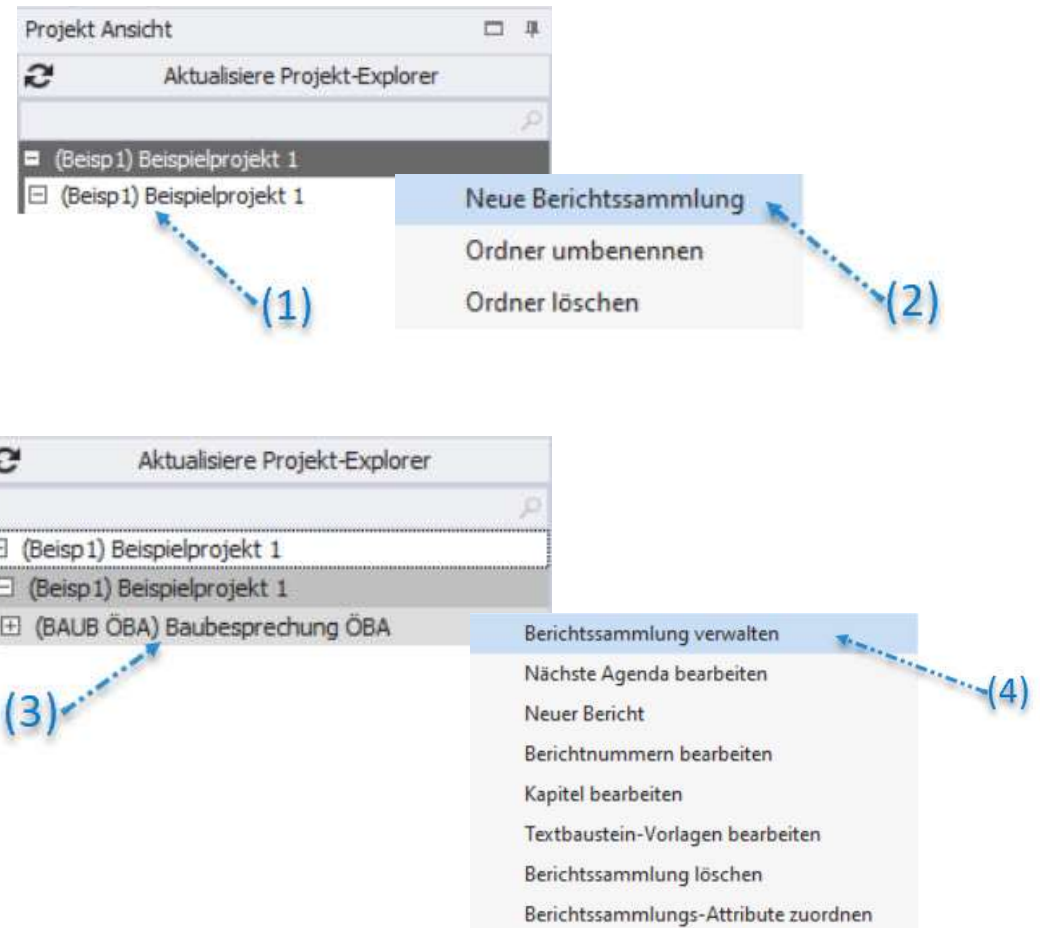 Projekt Ansicht
Aktualisiere Projekt-Explorer
(Beisp1) Beispielprojekt 1
(Beisp1) Beispielprojekt 1
(1)
Neue Berichtssammlung
Ordner umbenennen
Ordner löschen
(2)
Aktualisiere Projekt-Explorer
(Beisp1) Beispielprojekt 1
(Beisp1) Beispielprojekt 1
(BAUB ÖBA) Baubesprechung ÖBA
(3)
Berichtssammlung verwalten
Nächste Agenda bearbeiten
Neuer Bericht
Berichtnummern bearbeiten
Kapitel bearbeiten
Textbaustein-Vorlagen bearbeiten
Berichtssammlung löschen
Berichtssammlungs-Attribute zuordnen
(4)